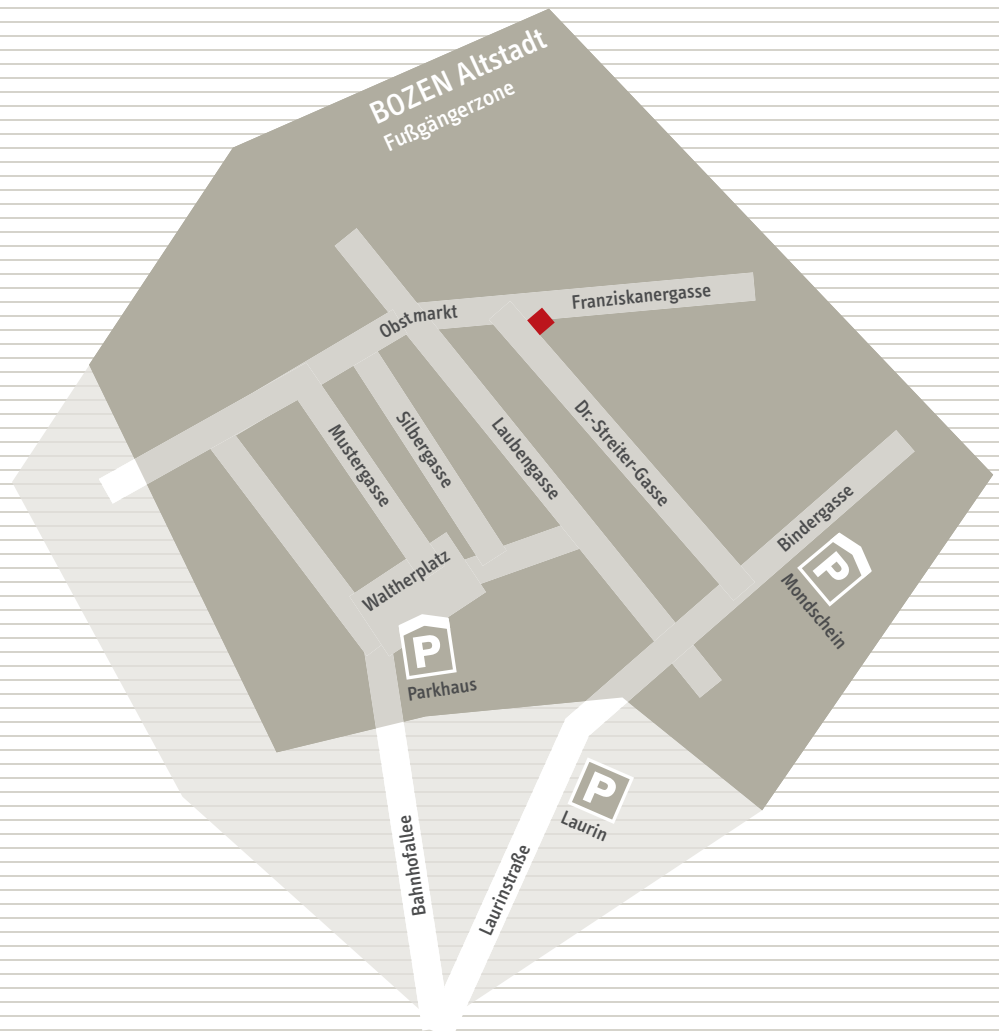 BOZEN Altstadt
Fußgängerzone
Franziskanergasse
Obstmarkt
Dr.-Streiter-Gasse
Silbergasse
Laubengasse
Mustergasse
Bindergasse
Waltherplatz
P
Mondschein
P
Parkhaus
P
Laurin
Bahnhofallee
Laurinstraße